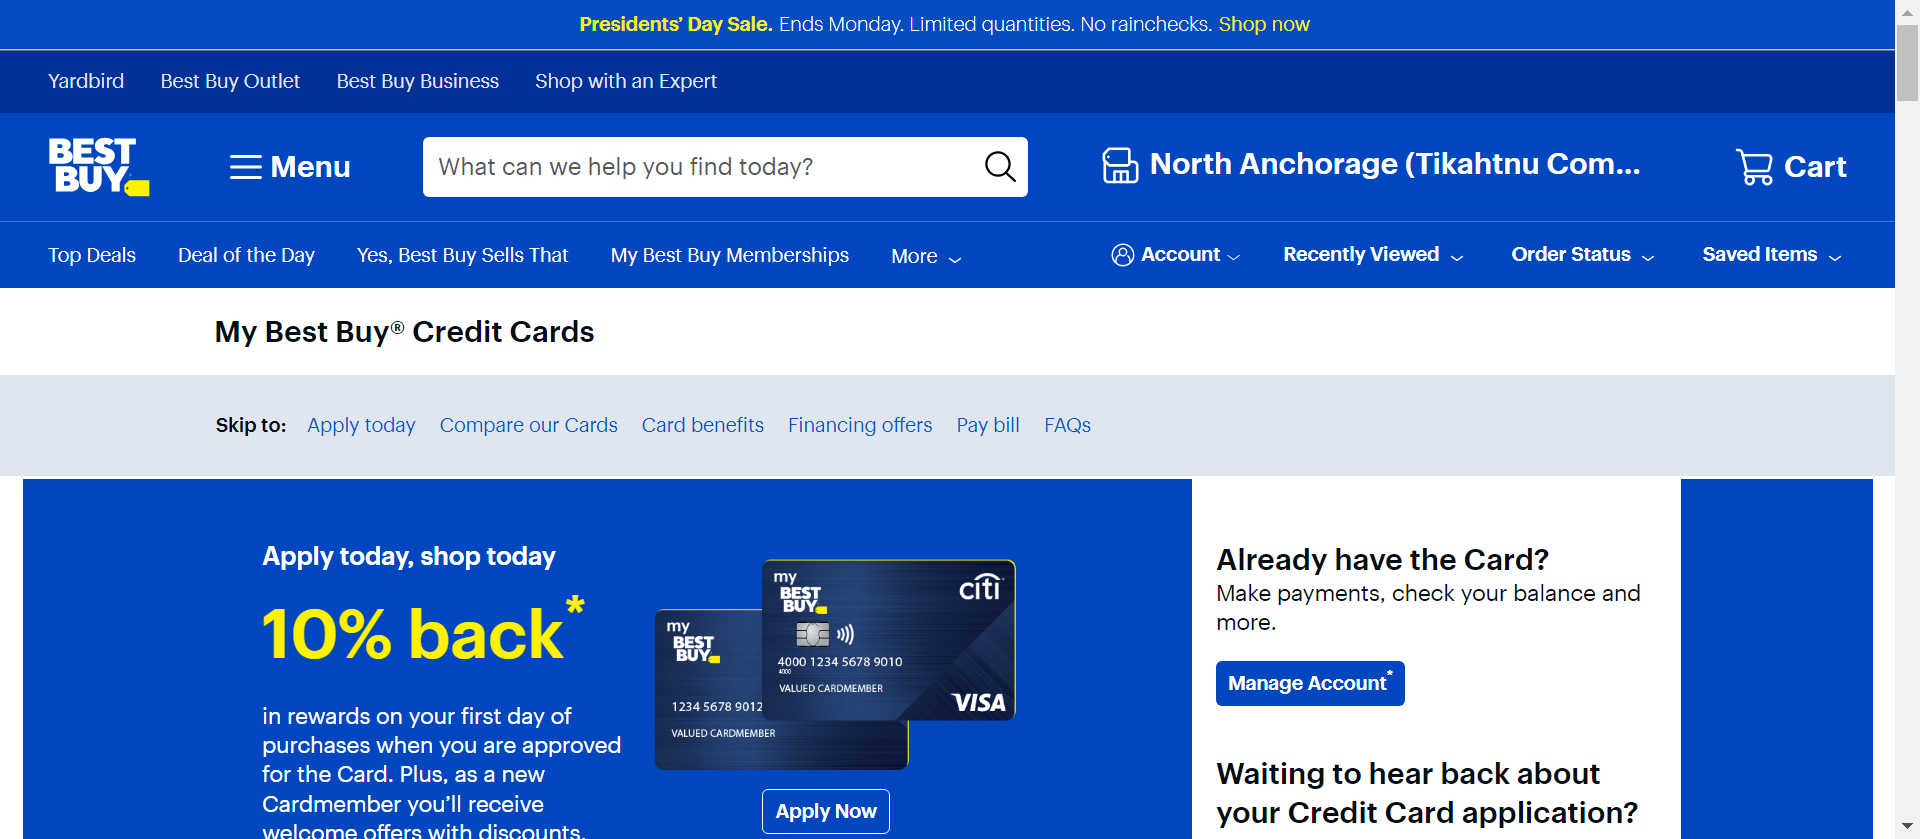 Presidents’ Day Sale. Ends Monday. Limited quantities. No rainchecks. Shop now
Yardbird Best Buy Outlet Best Buy Business Shop with an Expert
BEST BUY
Menu
What can we help you find today?
North Anchorage (Tikahtnu Com...
Cart
Top Deals Deal of the Day Yes, Best Buy Sells That My Best Buy Memberships More
Account Recently Viewed Order Status Saved Items
My Best Buy® Credit Cards
Skip to: Apply today Compare our Cards Card benefits Financing offers Pay bill FAQs
Apply today, shop today
10% back*
in rewards on your first day of
purchases when you are approved
for the Card. Plus, as a new
Cardmember you’ll receive
welcome offers with discounts,
my
BEST
BUY
1234 5678 9012
VALUED CARDMEMBER
my
BEST
BUY
citi
4000 1234 5678 9010
4000
VALUED CARDMEMBER
VISA
Apply Now
Already have the Card?
Make payments, check your balance and
more.
Manage Account*
Waiting to hear back about
your Credit Card application?